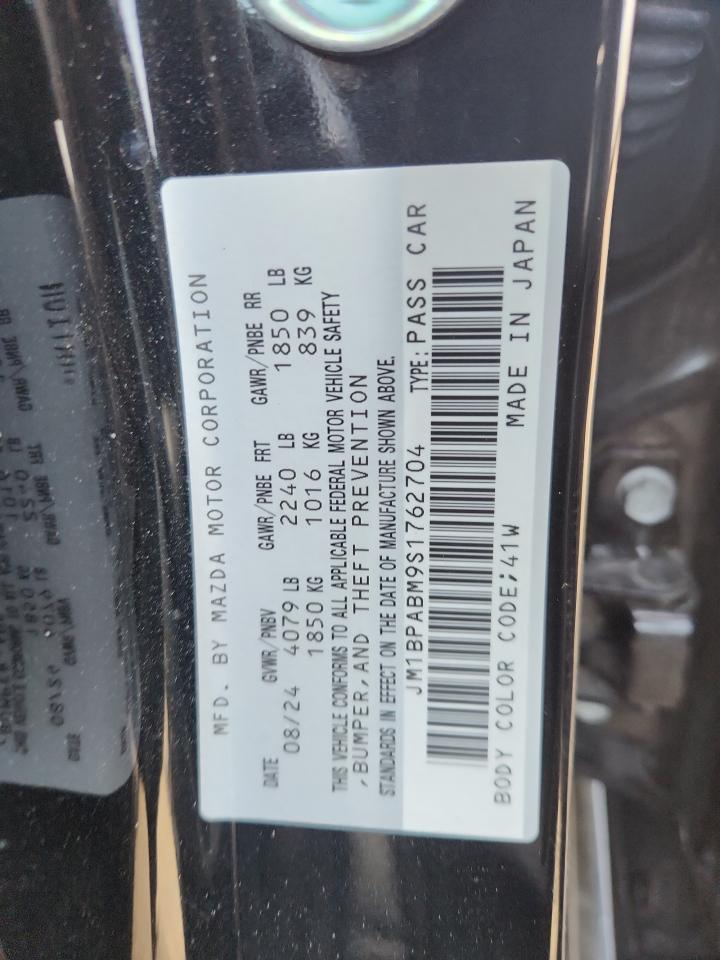 MFD. BY MAZDA MOTOR CORPORATION
DATE GVWR/PNBV GAWR/PNBE FRT GAWR/PNBE RR
08/24 4079 LB 2240 LB 1850 LB
1850 KG 1016 KG 839 KG
THIS VEHICLE CONFORMS TO ALL APPLICABLE FEDERAL MOTOR VEHICLE SAFETY
,BUMPER,AND THEFT PREVENTION
STANDARDS IN EFFECT ON THE DATE OF MANUFACTURE SHOWN ABOVE.
JM1BPABM9S1762704 TYPE:PASS CAR
BODY COLOR CODE;41W MADE IN JAPAN